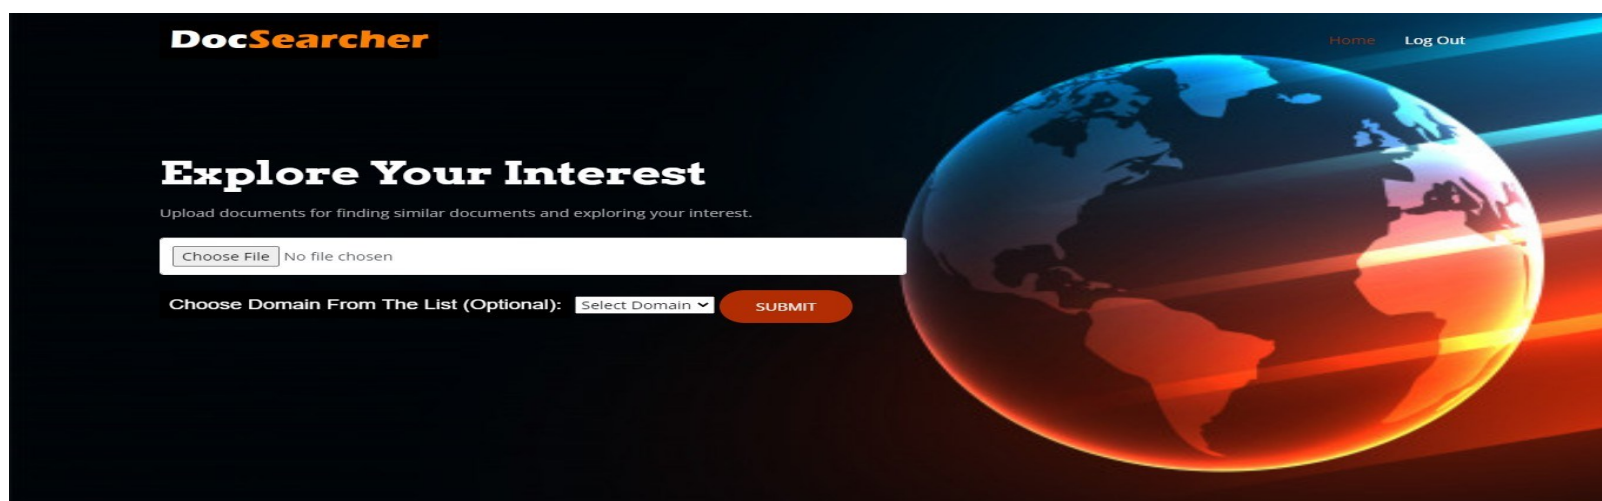 DocSearcher
Home Log Out
Explore Your Interest
Upload documents for finding similar documents and exploring your interest.
Choose File No file chosen
Choose Domain From The List (Optional): Select Domain SUBMIT